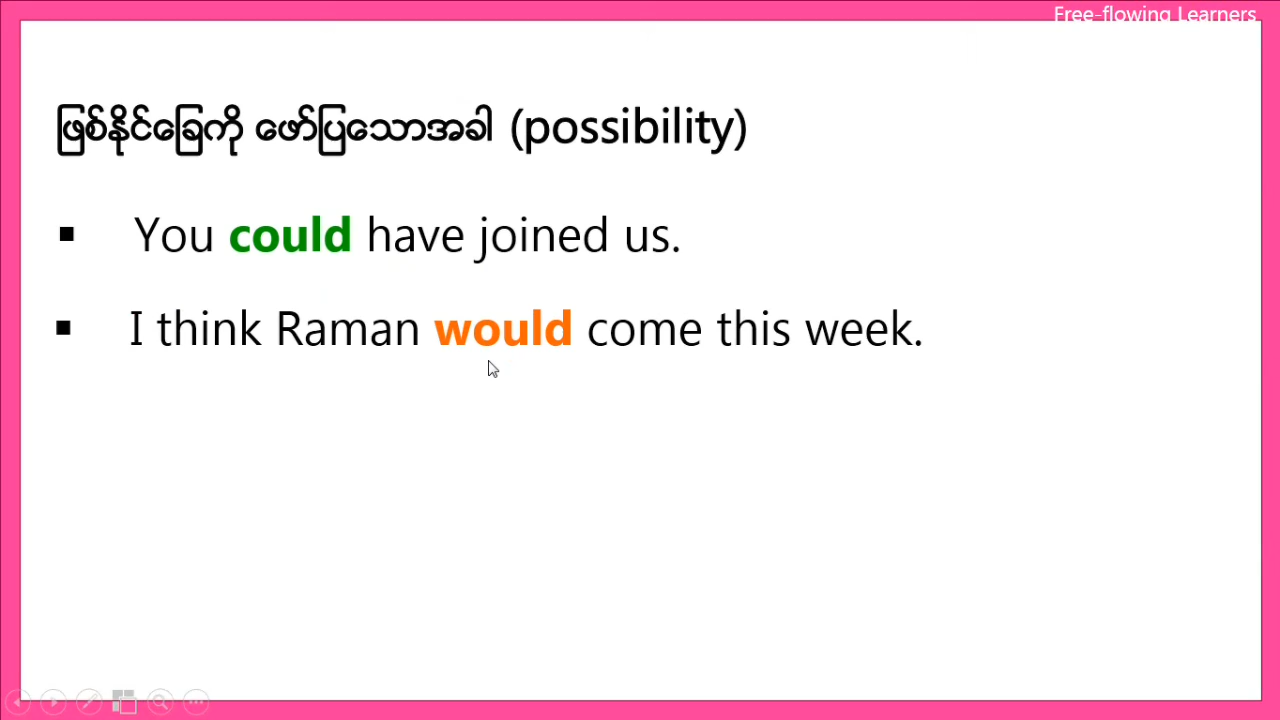 Free-flowing Learners
ဖြစ်နိုင်ခြေကို ဖော်ပြသောအခါ (possibility)
▪ You could have joined us.
▪ I think Raman would come this week.